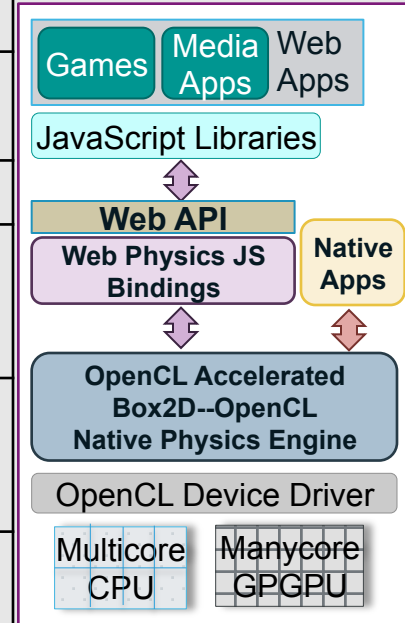 Games
Media
Apps
Web
Apps
JavaScript Libraries
Web API
Web Physics JS
Bindings
Native
Apps
OpenCL Accelerated
Box2D--OpenCL
Native Physics Engine
OpenCL Device Driver
Multicore
CPU
Manycore
GPGPU